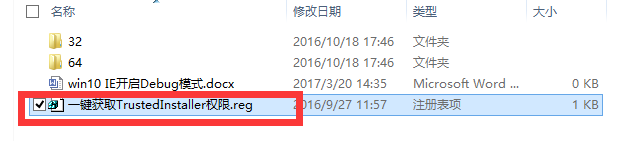 名称 修改日期 类型 大小
32 2016/10/18 17:46 文件夹
64 2016/10/18 17:46 文件夹
win10 IE开启Debug模式.docx 2017/3/20 14:35 Microsoft Word ... 0 KB
一键获取TrustedInstaller权限.reg 2016/9/27 11:57 注册表项 1 KB